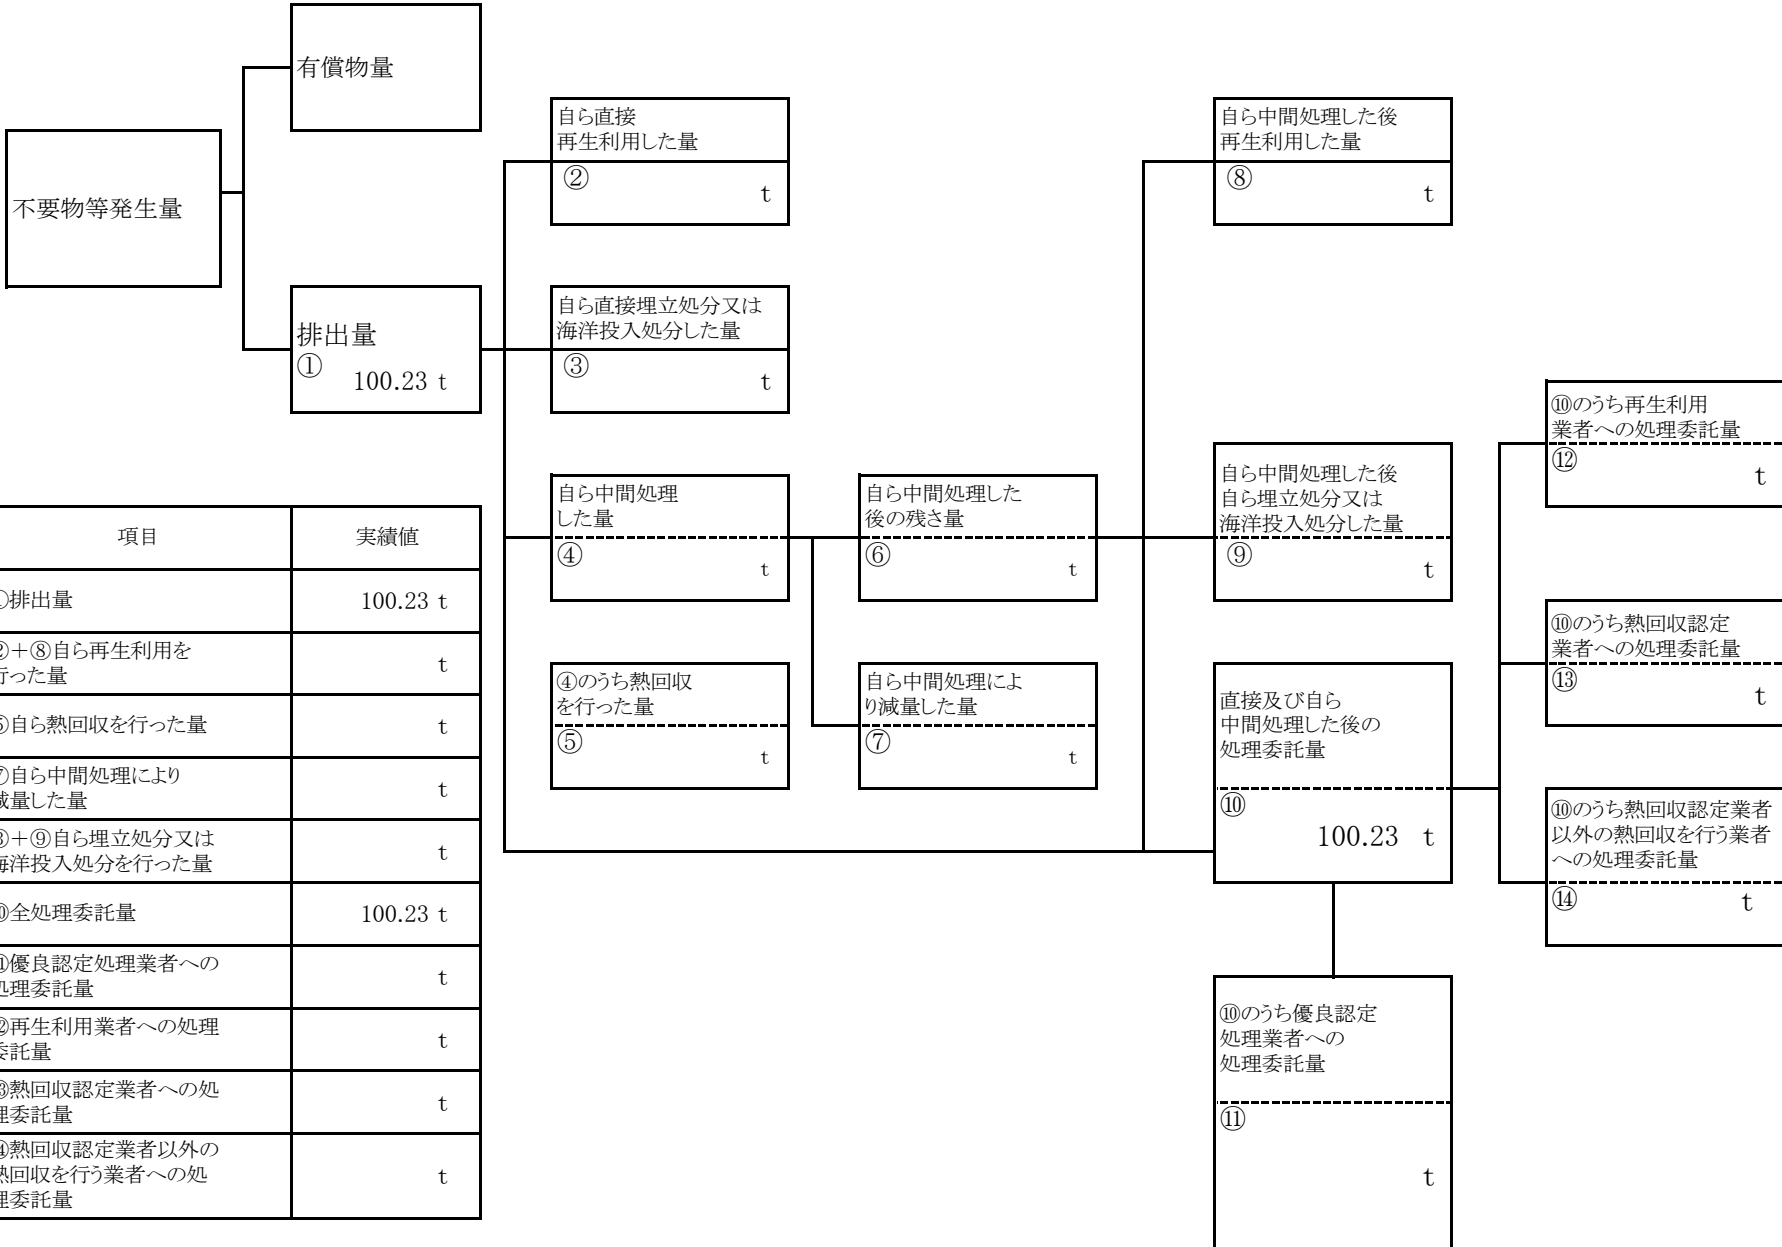 有償物量
不要物等発生量
排出量
①
100.23 t
自ら直接
再生利用した量
②
t
自ら直接埋立処分又は
海洋投入処分した量
③
t
自ら中間処理
した量
④
t
④のうち熱回収
を行った量
⑤
t
自ら中間処理した
後の残さ量
⑥
t
自ら中間処理によ
り減量した量
⑦
t
自ら中間処理した後
再生利用した量
⑧
t
自ら中間処理した後
自ら埋立処分又は
海洋投入処分した量
⑨
t
直接及び自ら
中間処理した後の
処理委託量
⑩
100.23 t
⑩のうち優良認定
処理業者への
処理委託量
⑪
t
⑩のうち再生利用
業者への処理委託量
⑫
t
⑩のうち熱回収認定
業者への処理委託量
⑬
t
⑩のうち熱回収認定業者
以外の熱回収を行う業者
への処理委託量
⑭
t
項目 実績値
①排出量 100.23 t
②+⑧自ら再生利用を
行った量 t
⑤自ら熱回収を行った量 t
⑦自ら中間処理により
減量した量 t
③+⑨自ら埋立処分又は
海洋投入処分を行った量 t
⑩全処理委託量 100.23 t
⑪優良認定処理業者への
処理委託量 t
⑫再生利用業者への処理
委託量 t
⑬熱回収認定業者への処
理委託量 t
⑭熱回収認定業者以外の
熱回収を行う業者への処
理委託量 t